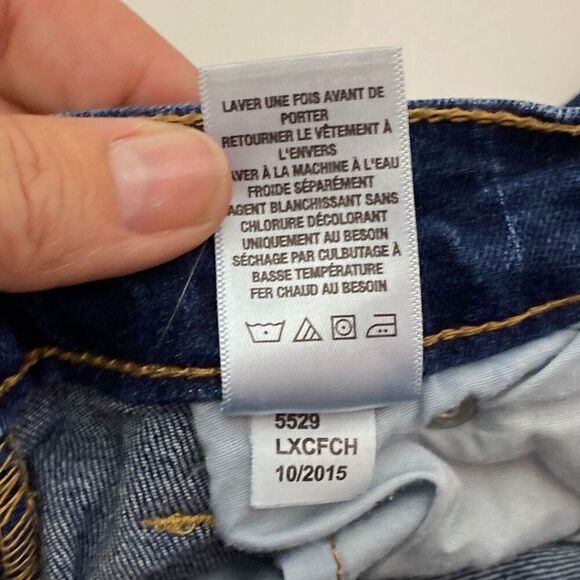 LAVER UNE FOIS AVANT DE
PORTER
RETOURNER LE VÊTEMENT À
L'ENVERS
AVER À LA MACHINE À L'EAU
FROIDE SÉPARÉMENT
AGENT BLANCHISSANT SANS
CHLORURE DÉCOLORANT
UNIQUEMENT AU BESOIN
SÉCHAGE PAR CULBUTAGE À
BASSE TEMPÉRATURE
FER CHAUD AU BESOIN
5529
LXCFCH
10/2015